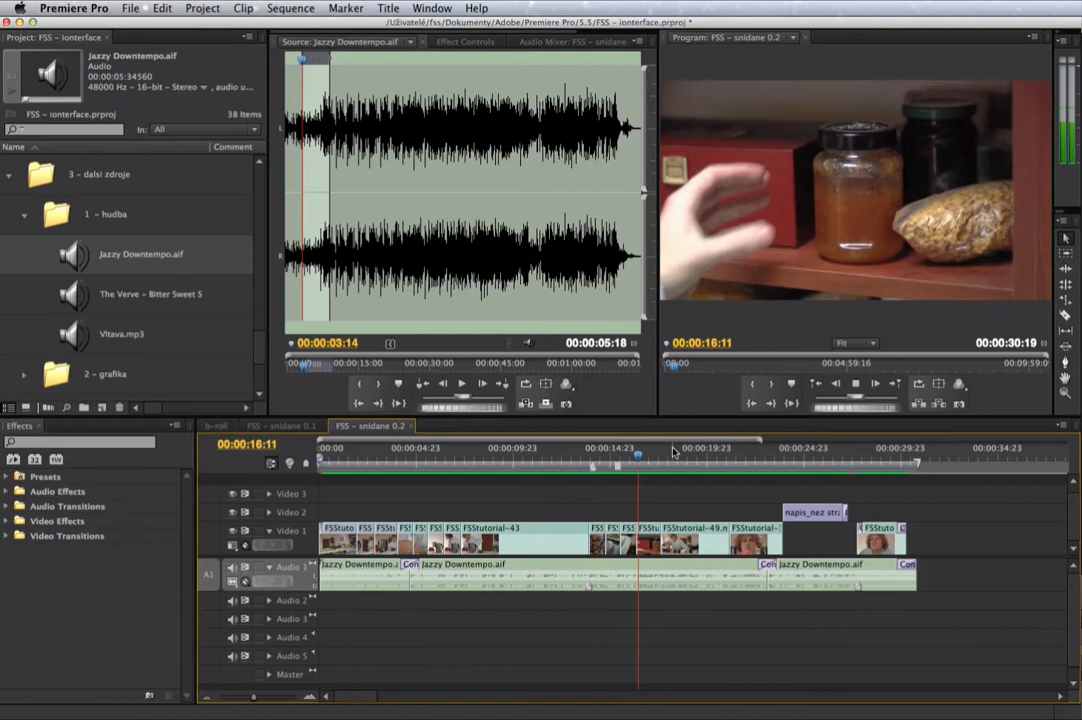 Premiere Pro File Edit Project Clip Sequence Marker Title Window Help
/Uživatelé/fss/Dokumenty/Adobe/Premiere Pro/5.5/FSS – ionterface.prproj *
Project: FSS – ionterface
Source: Jazzy Downtempo.aif
Effect Controls
Audio Mixer: FSS – snidane
Program: FSS – snidane 0.2
Jazzy Downtempo.aif
Audio
00:00:05:34560
48000 Hz – 16-bit – Stereo , audio u...
FSS – ionterface.prproj
38 Items
In: All
Name
Comment
3 – dalsi zdroje
1 – hudba
Jazzy Downtempo.aif
The Verve – Bitter Sweet 5
Vltava.mp3
2 – grafika
L
R
00:00:03:14
00:00:05:18
00:00:15:00 00:00:30:00 00:00:45:00 00:01:00:00
00:00:16:11
Fit
00:00:30:19
00:04:59:16 00:09:59:0
Effects
Presets
Audio Effects
Audio Transitions
Video Effects
Video Transitions
b-roll
FSS – snidane 0.1
FSS – snidane 0.2
00:00:16:11
:00:00 00:00:04:23 00:00:09:23 00:00:14:23 00:00:19:23 00:00:24:23 00:00:29:23 00:00:34:23
Video 3
Video 2
napis_nez stra
Video 1
FSStuto FSS FSS FSStu FSStutorial-43 FSS FSStu FSStutorial-49.m FSStutorial- FSStuto
A1
Audio 1
Jazzy Downtempo. Con Jazzy Downtempo.aif Con Jazzy Downtempo.aif Con
Audio 2
Audio 3
Audio 4
Audio 5
Master